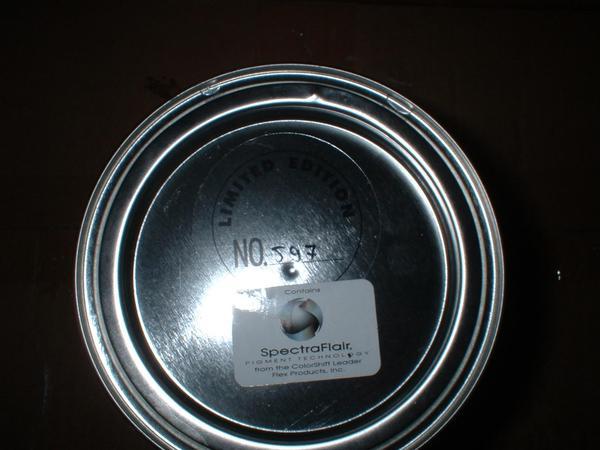 LIMITED EDITION
NO. 597
Contains
SpectraFlair®
PIGMENT TECHNOLOGY
from the ColorShift Leader
Flex Products, Inc.